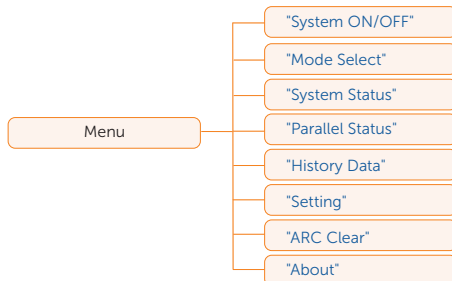 "System ON/OFF"
"Mode Select"
"System Status"
Menu
"Parallel Status"
"History Data"
"Setting"
"ARC Clear"
"About"